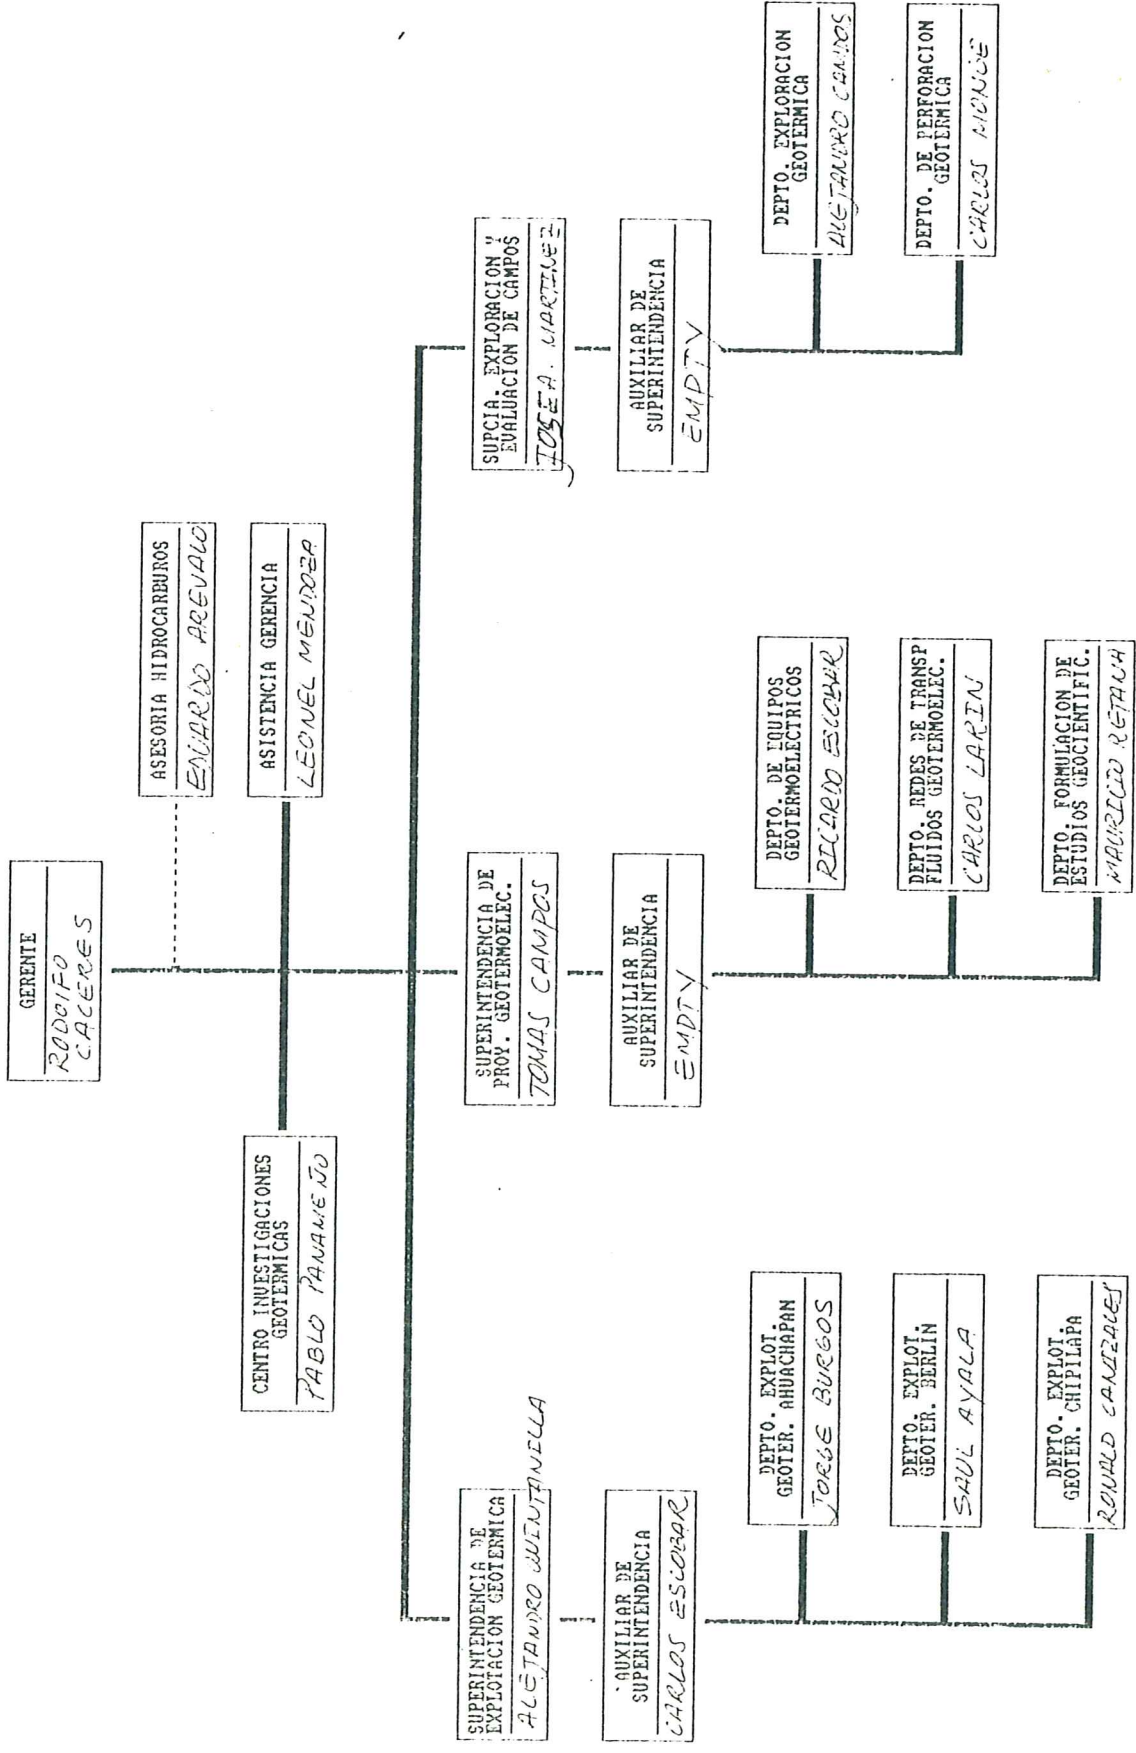 GERENTE
RODOLFO
CACERES
ASESORIA HIDROCARBUROS
EDUARDO AREVALO
CENTRO INVESTIGACIONES
GEOTERMICAS
PABLO PANAMEÑO
ASISTENCIA GERENCIA
LEONEL MENDOZA
SUPERINTENDENCIA DE
EXPLOTACION GEOTERMICA
ALEJANDRO QUINTANILLA
AUXILIAR DE
SUPERINTENDENCIA
CARLOS ESCOBAR
DEPTO. EXPLOT.
GEOTER. AHUACHAPAN
JORGE BURGOS
DEPTO. EXPLOT.
GEOTER. BERLIN
SAUL AYALA
DEPTO. EXPLOT.
GEOTER. CHIPILAPA
RONALD CANIZALES
SUPERINTENDENCIA DE
PROY. GEOTERMOELEC.
TOMAS CAMPOS
AUXILIAR DE
SUPERINTENDENCIA
EMPTY
DEPTO. DE EQUIPOS
GEOTERMOELECTRICOS
RICARDO ESCOBAR
DEPTO. REDES DE TRANSP
FLUIDOS GEOTERMOELEC.
CARLOS LARIN
DEPTO. FORMULACION DE
ESTUDIOS GEOCIENTIFIC.
MAURICIO RETANA
SUPCIA. EXPLORACION Y
EVALUACION DE CAMPOS
JOSE A. MARTINEZ
AUXILIAR DE
SUPERINTENDENCIA
EMPTY
DEPTO. EXPLORACION
GEOTERMICA
ALEJANDRO CAMPOS
DEPTO. DE PERFORACION
GEOTERMICA
CARLOS MONGE